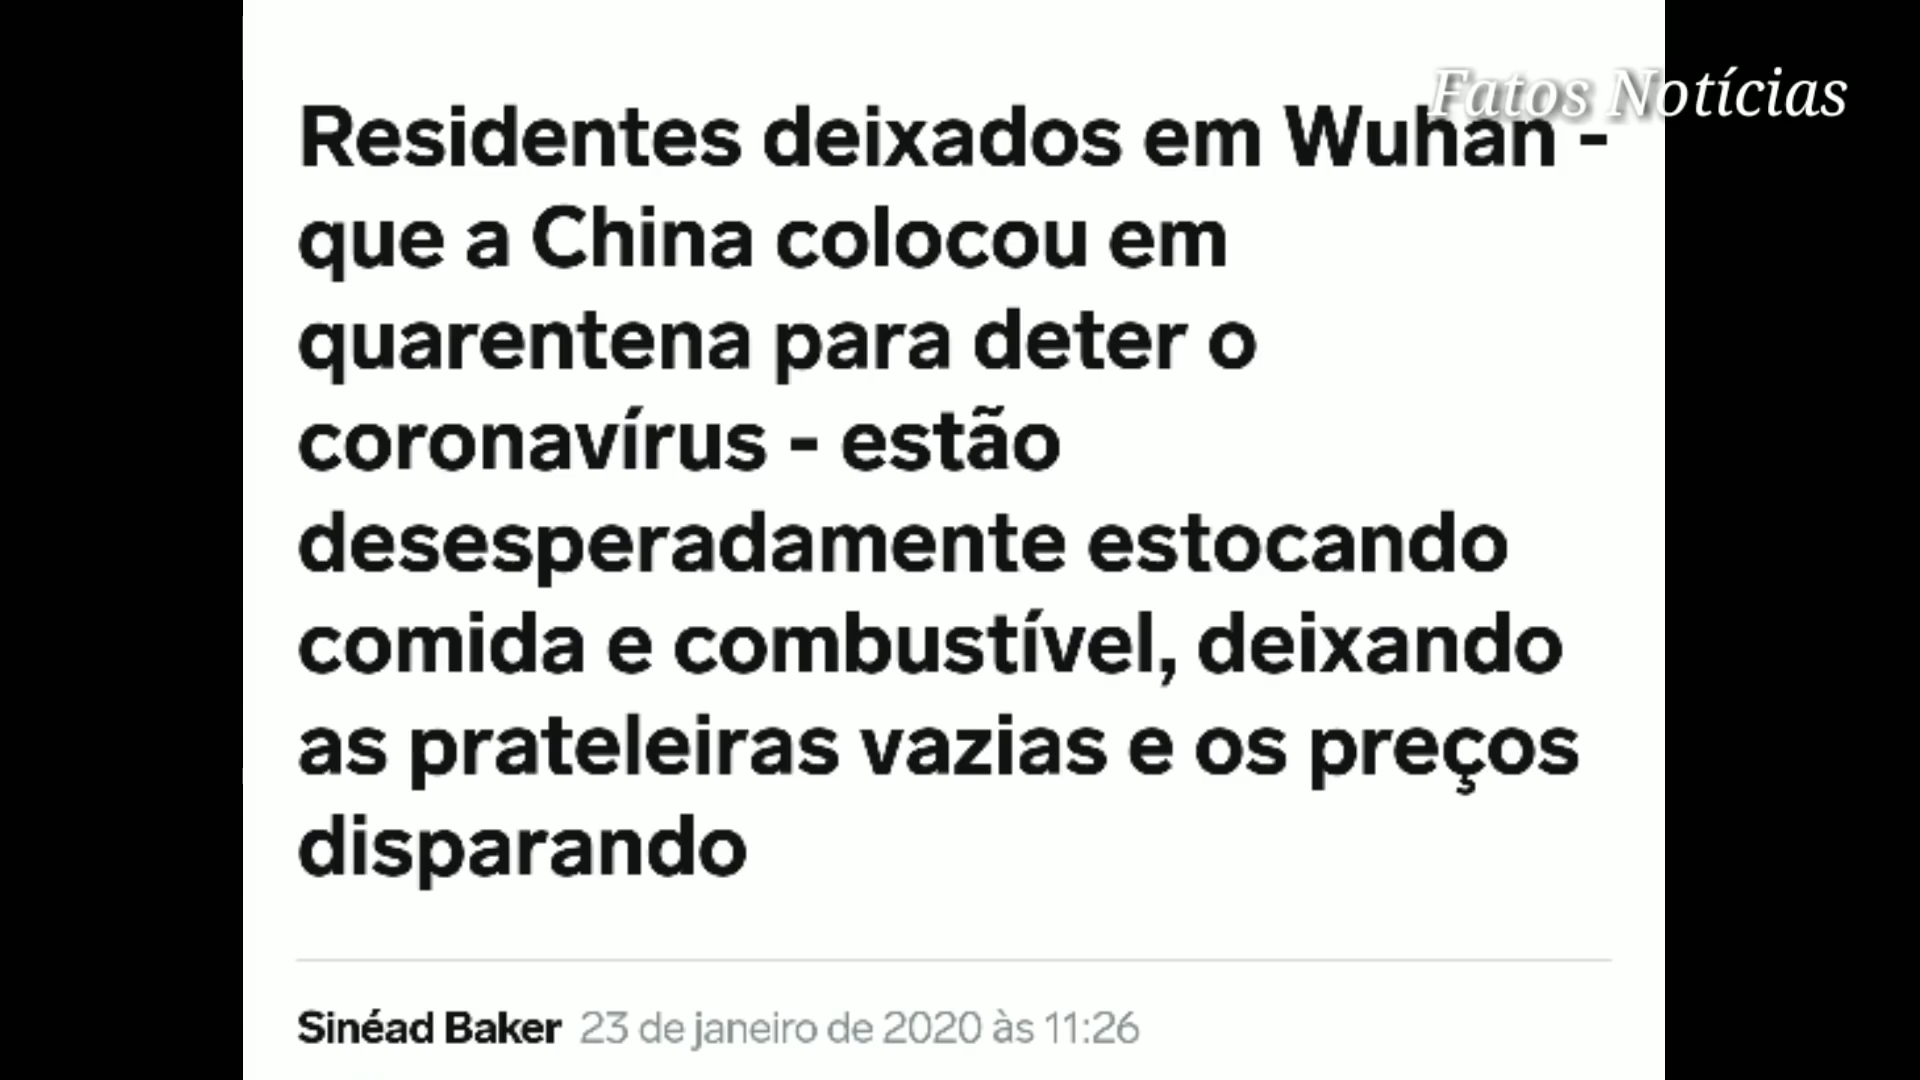 Fatos Notícias
Residentes deixados em Wuhan -
que a China colocou em
quarentena para deter o
coronavírus - estão
desesperadamente estocando
comida e combustível, deixando
as prateleiras vazias e os preços
disparando
Sinéad Baker 23 de janeiro de 2020 às 11:26